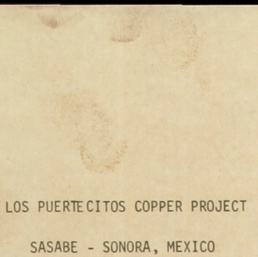 LOS PUERTECITOS COPPER PROJECT
SASABE - SONORA, MEXICO